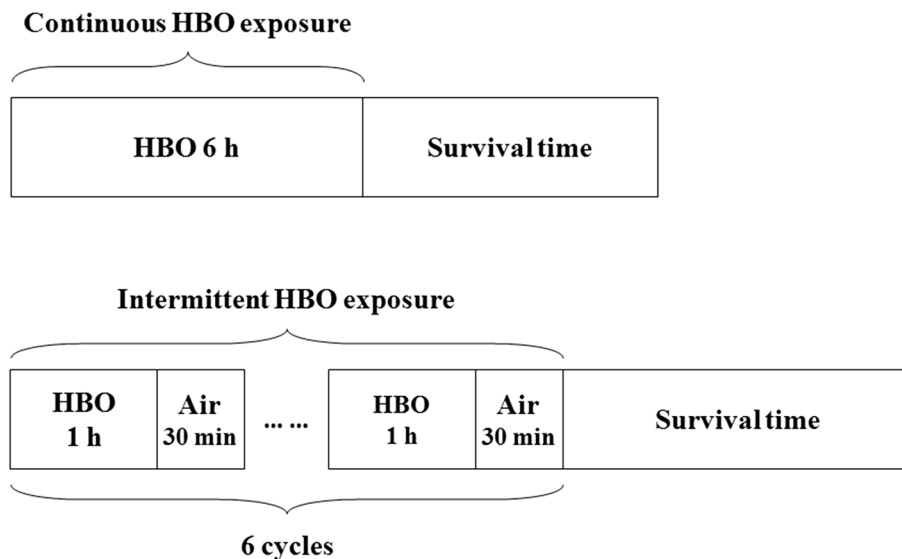 Continuous HBO exposure
HBO 6 h
Survival time
Intermittent HBO exposure
HBO
1 h
Air
30 min
... ...
HBO
1 h
Air
30 min
Survival time
6 cycles